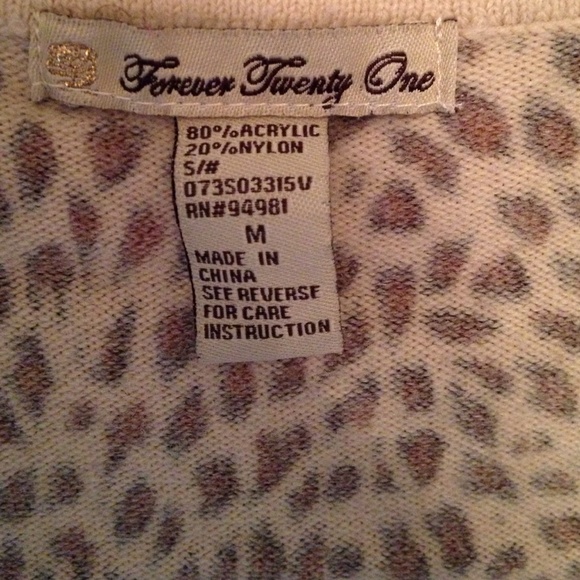 Forever Twenty One
80%ACRYLIC
20%NYLON
S/#
073S03315V
RN#94981
M
MADE IN
CHINA
SEE REVERSE
FOR CARE
INSTRUCTION